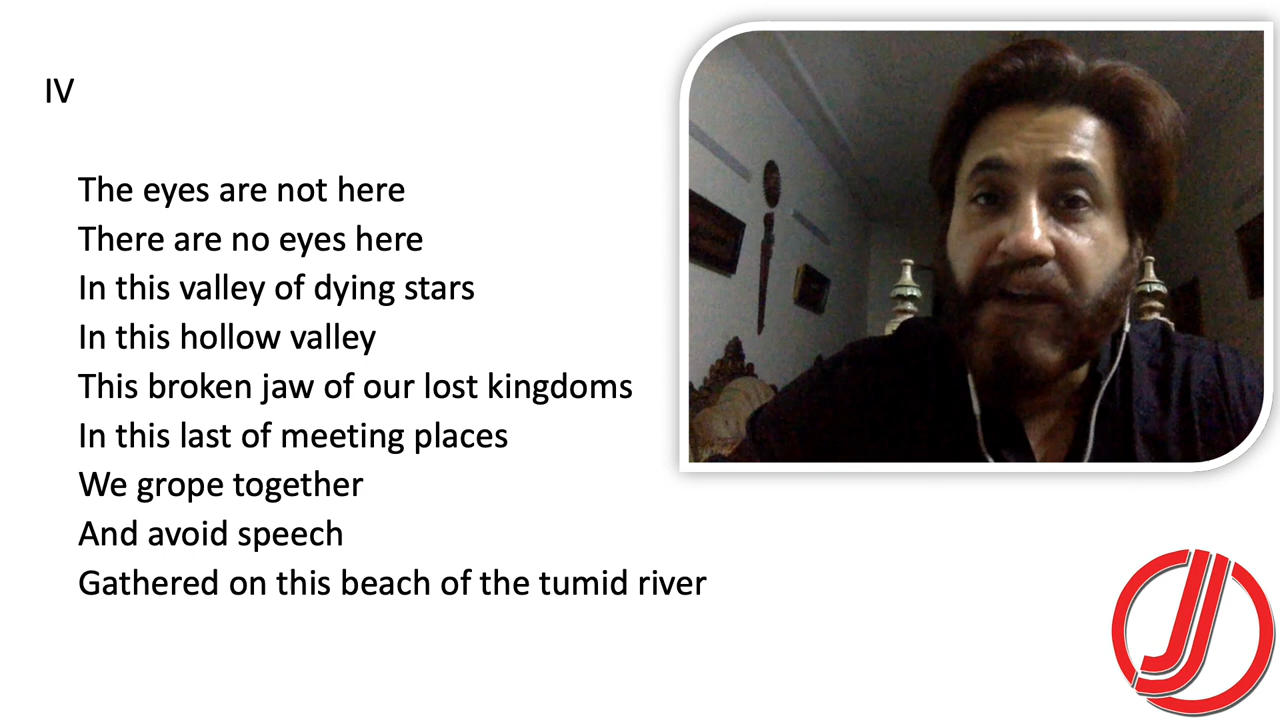 IV
The eyes are not here
There are no eyes here
In this valley of dying stars
In this hollow valley
This broken jaw of our lost kingdoms
In this last of meeting places
We grope together
And avoid speech
Gathered on this beach of the tumid river